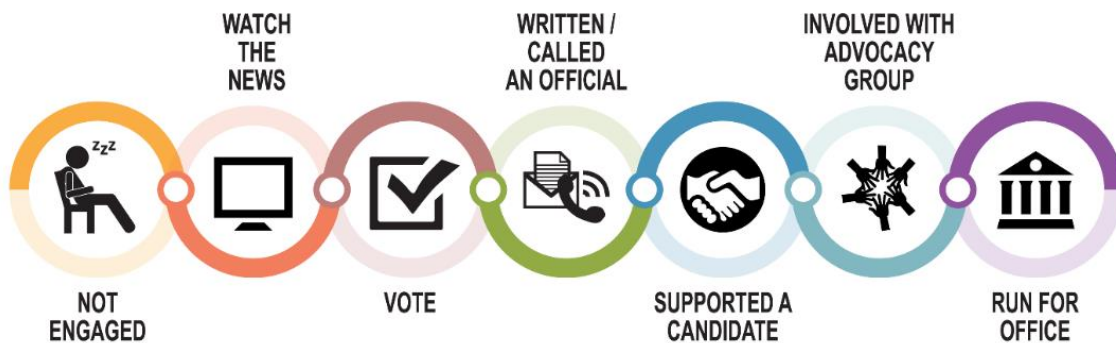 WATCH
THE
NEWS
WRITTEN /
CALLED
AN OFFICIAL
INVOLVED WITH
ADVOCACY
GROUP
zzz
NOT
ENGAGED
VOTE
SUPPORTED A
CANDIDATE
RUN FOR
OFFICE